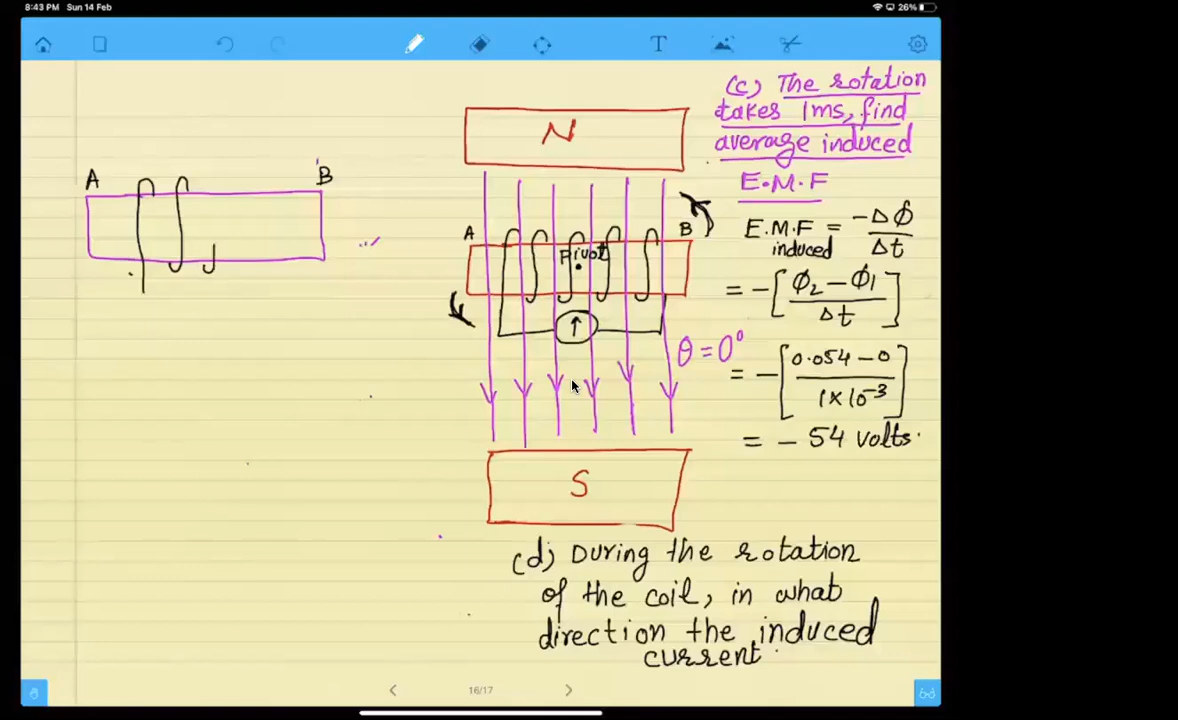 8:43 PM Sun 14 Feb
26%
T
(c) The rotation
takes 1ms, find
average induced
E.M.F
N
A
B
A
B
Pivot
↑
E.M.F = -Δϕ
induced Δt
= -[ϕ2 - ϕ1
Δt]
θ = 0°
= -[0.054 - 0
1×10^-3]
= - 54 volts.
S
(d) During the rotation
of the coil, in what
direction the induced
current.
16/17